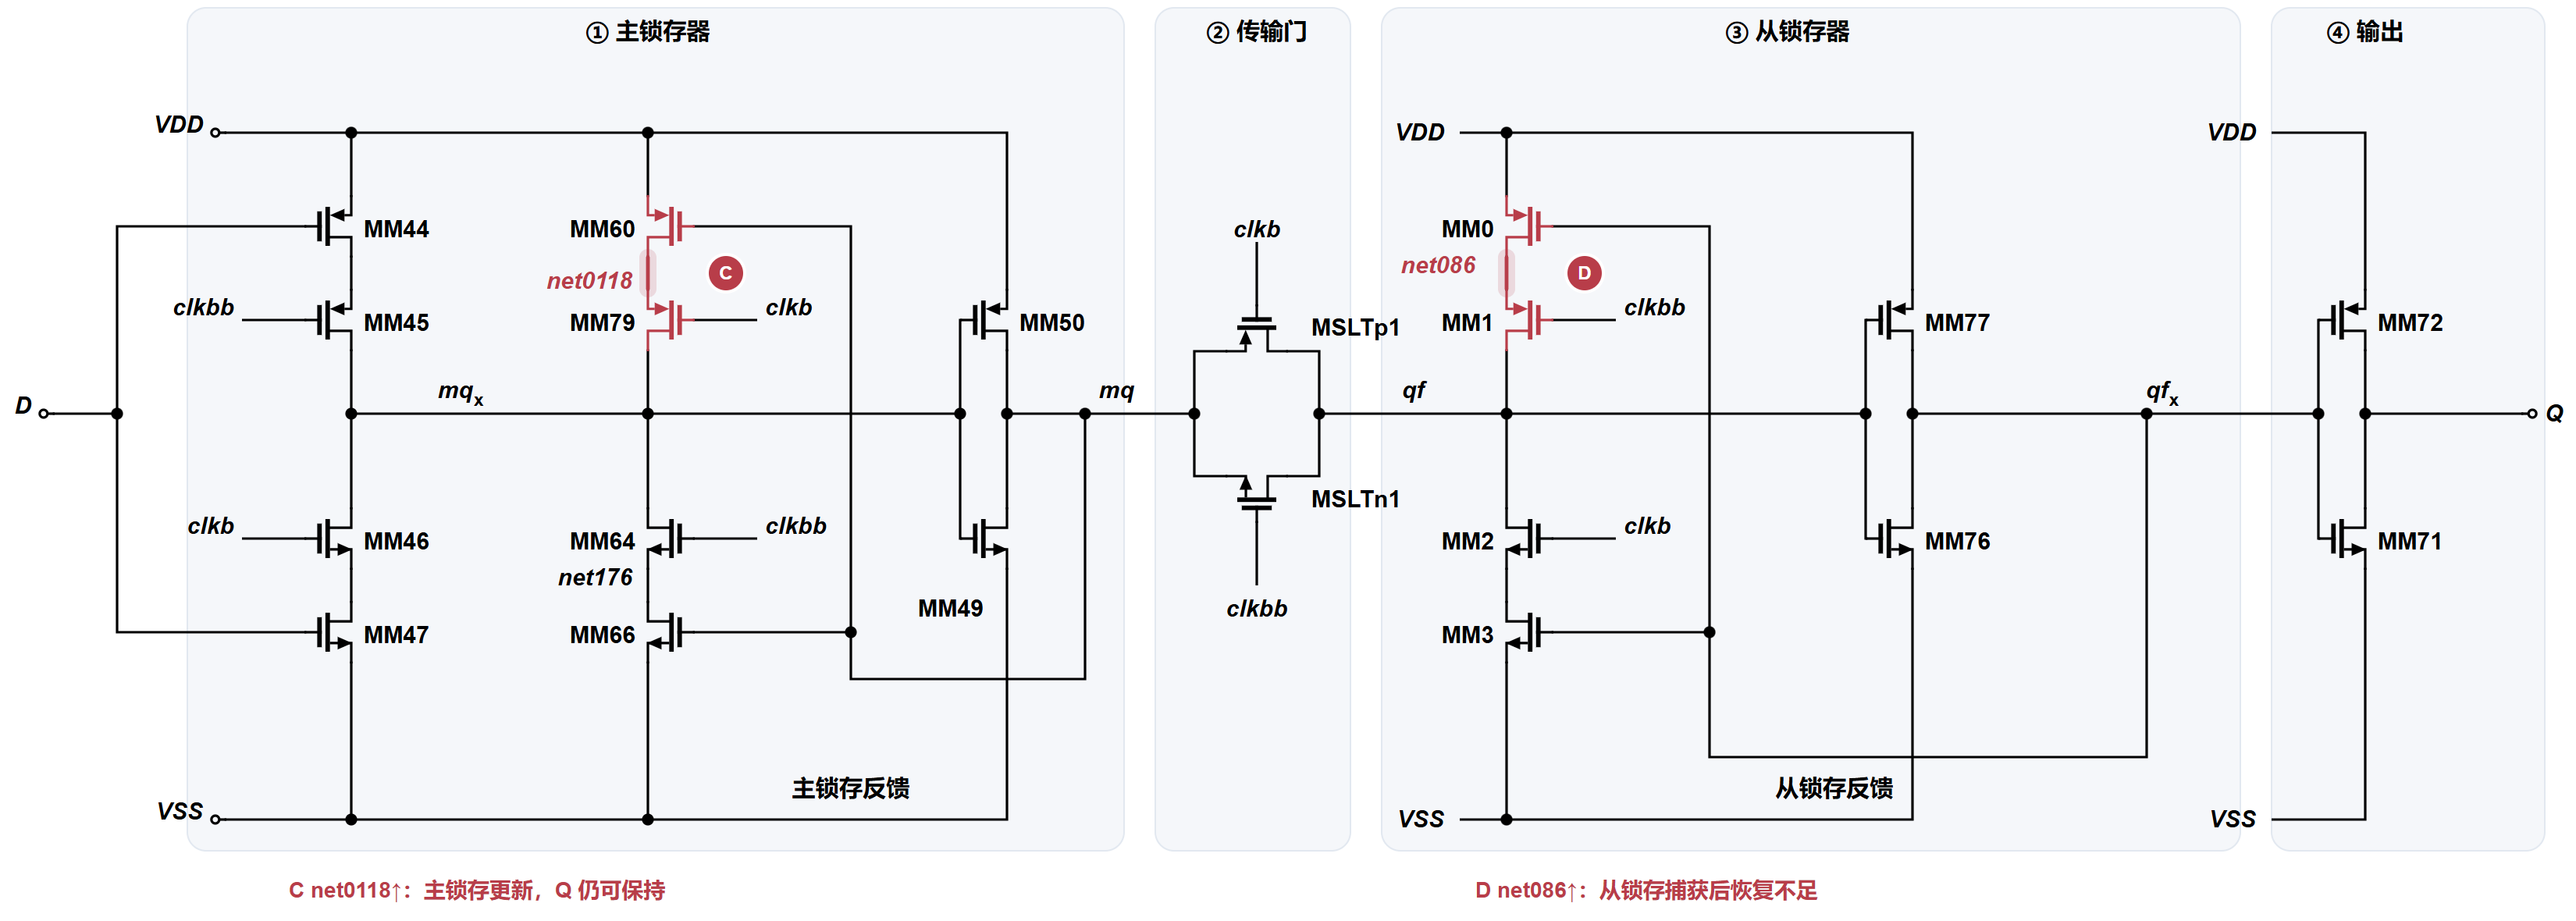 ① 主锁存器
② 传输门
③ 从锁存器
④ 输出
VDD
VDD
VDD
MM44
MM60
net0118
C
clkbb
MM45
MM79
clkb
MM50
clkb
MSLTp1
MM0
net086
D
MM1
clkbb
MM77
MM72
D
mqx
mq
qf
qfx
Q
clkb
MM46
MM64
clkbb
net176
MM47
MM66
MM49
MSLTn1
clkbb
MM2
clkb
MM76
MM71
MM3
主锁存反馈
从锁存反馈
VSS
VSS
VSS
C net0118↑：主锁存更新，Q 仍可保持
D net086↑：从锁存捕获后恢复不足